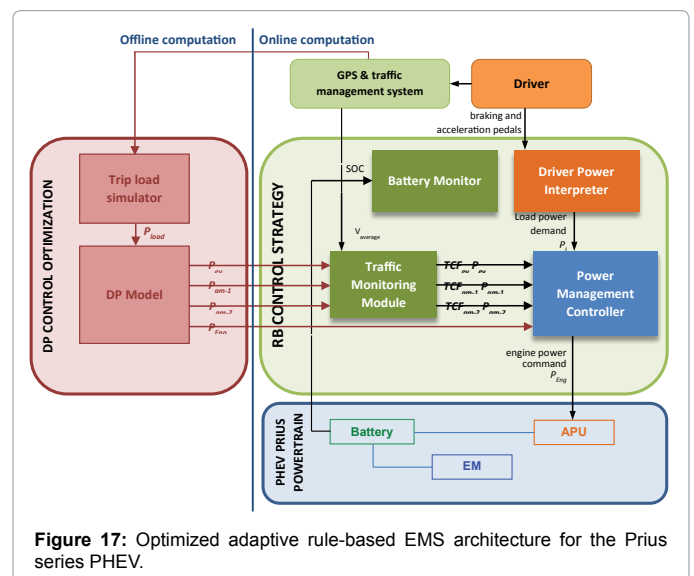 Offline computation
Online computation
GPS & traffic
management system
Driver
braking and
acceleration pedals
DP CONTROL OPTIMIZATION
Trip load
simulator
P_load
DP Model
RB CONTROL STRATEGY
SOC
Battery Monitor
Driver Power
Interpreter
V_average
Load power
demand
P_L
P_ev
P_am-1
P_am-2
P_Eng
Traffic
Monitoring
Module
TCF_ev P_ev
TCF_am-1 P_am-1
TCF_am-2 P_am-2
Power
Management
Controller
engine power
command
P_Eng
PHEV PRIUS
POWERTRAIN
Battery
APU
EM
Figure 17: Optimized adaptive rule-based EMS architecture for the Prius
series PHEV.